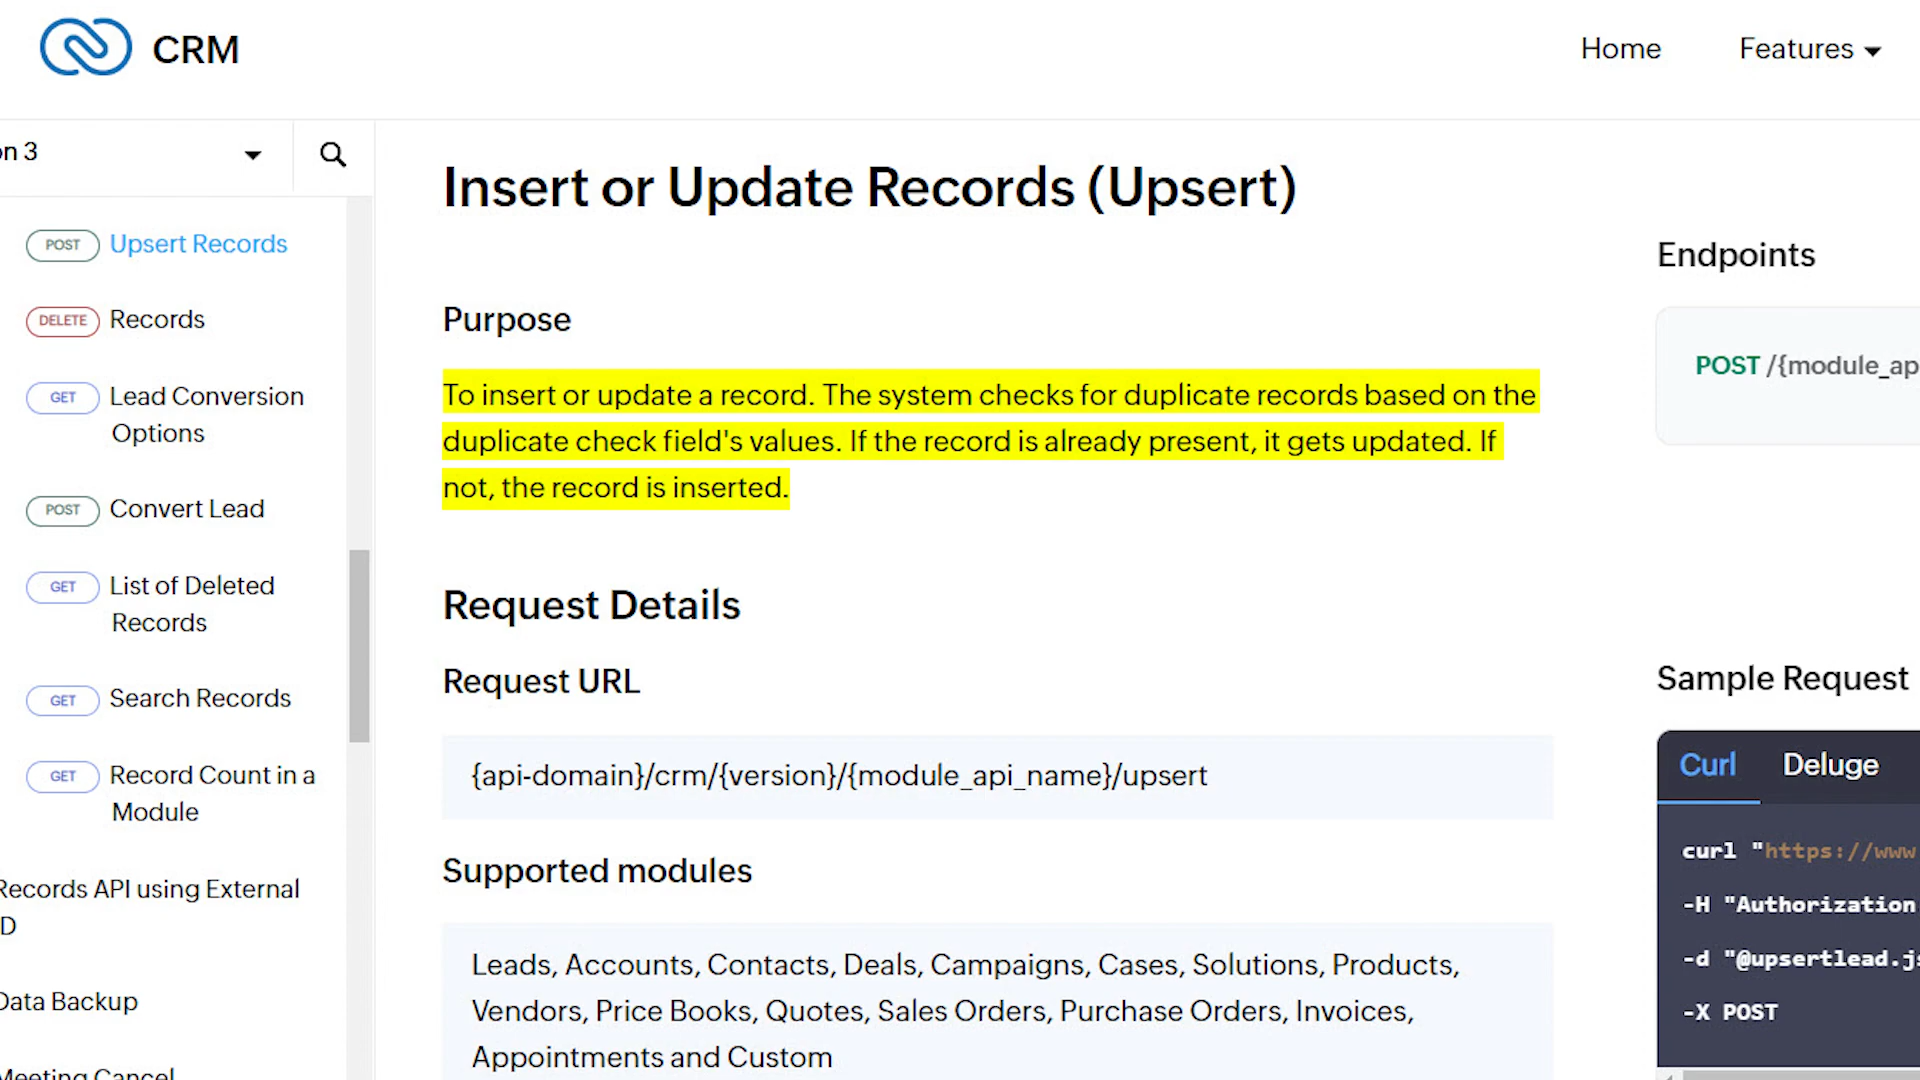 CRM
Home
Features
on 3
POST Upsert Records
DELETE Records
GET Lead Conversion
Options
POST Convert Lead
GET List of Deleted
Records
GET Search Records
GET Record Count in a
Module
Records API using External
D
Data Backup
Meeting Cancel
Insert or Update Records (Upsert)
Purpose
To insert or update a record. The system checks for duplicate records based on the
duplicate check field's values. If the record is already present, it gets updated. If
not, the record is inserted.
Request Details
Request URL
{api-domain}/crm/{version}/{module_api_name}/upsert
Supported modules
Leads, Accounts, Contacts, Deals, Campaigns, Cases, Solutions, Products,
Vendors, Price Books, Quotes, Sales Orders, Purchase Orders, Invoices,
Appointments and Custom
Endpoints
POST /{module_ap
Sample Request
Curl Deluge
curl "https://www
-H "Authorization
-d "@upsertlead.js
-X POST